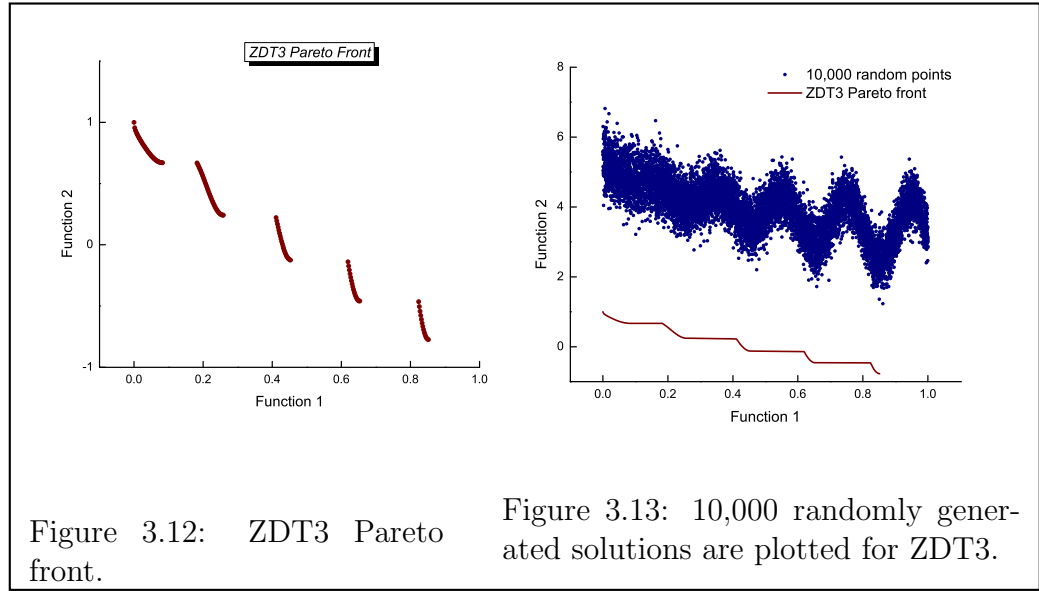 ZDT3 Pareto Front
1
0
-1
Function 2
0.0 0.2 0.4 0.6 0.8 1.0
Function 1
Figure 3.12: ZDT3 Pareto
front.
10,000 random points
ZDT3 Pareto front
8
6
4
2
0
Function 2
0.0 0.2 0.4 0.6 0.8 1.0
Function 1
Figure 3.13: 10,000 randomly gener-
ated solutions are plotted for ZDT3.